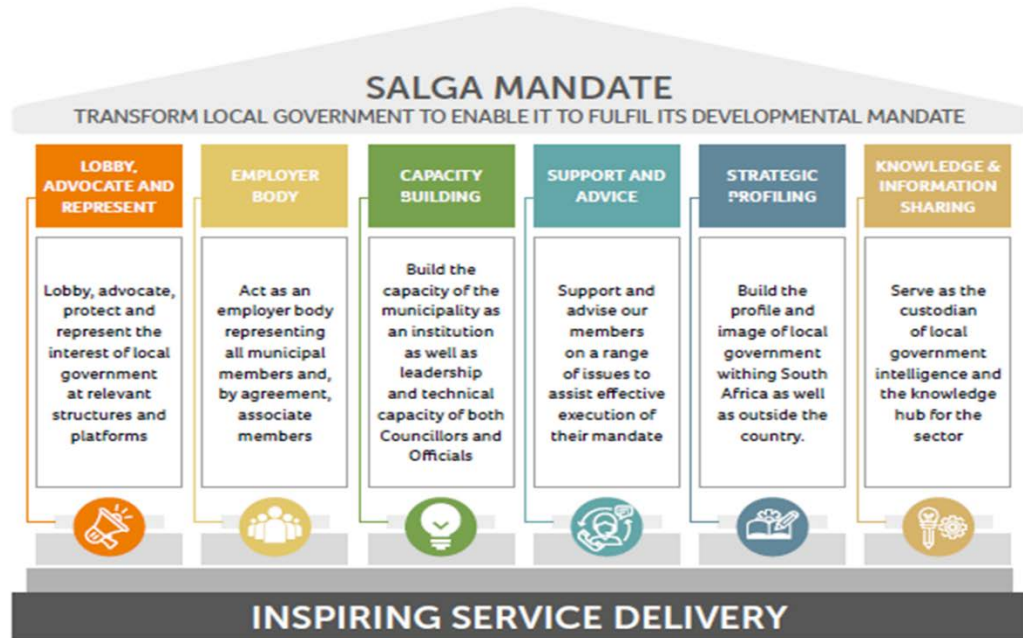 SALGA MANDATE
TRANSFORM LOCAL GOVERNMENT TO ENABLE IT TO FULFIL ITS DEVELOPMENTAL MANDATE
LOBBY,
ADVOCATE AND
REPRESENT
Lobby, advocate,
protect and
represent the
interest of local
government
at relevant
structures and
platforms
EMPLOYER
BODY
Act as an
employer body
representing
all municipal
members and,
by agreement,
associate
members
CAPACITY
BUILDING
Build the
capacity of the
municipality as
an institution
as well as
leadership
and technical
capacity of both
Councillors and
Officials
SUPPORT AND
ADVICE
Support and
advise our
members
on a range
of issues to
assist effective
execution of
their mandate
STRATEGIC
PROFILING
Build the
profile and
image of local
government
withing South
Africa as well
as outside the
country.
KNOWLEDGE &
INFORMATION
SHARING
Serve as the
custodian
of local
government
intelligence and
the knowledge
hub for the
sector
INSPIRING SERVICE DELIVERY